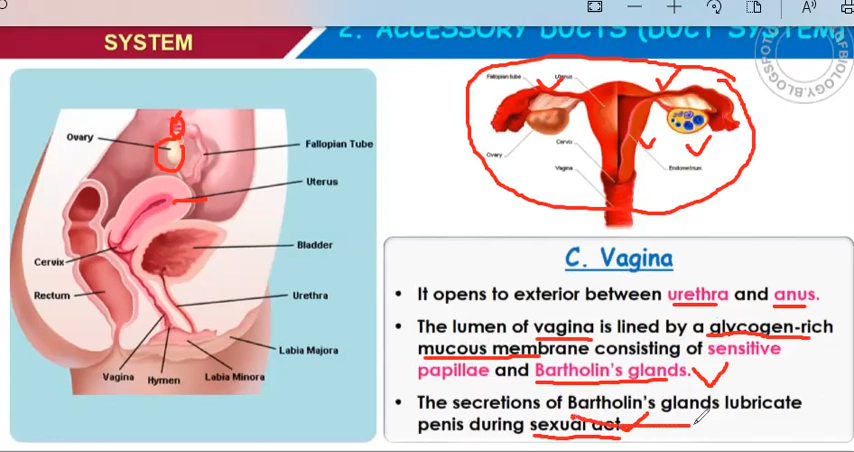 SYSTEM
2. ACCESSORY DUCTS (DUCT SYSTEM)
OFBIOLOGY.BLOGSPOT
Ovary
Fallopian Tube
Uterus
Bladder
Cervix
Rectum
Urethra
Labia Majora
Vagina
Hymen
Labia Minora
Fallopian tube
Uterus
Ovary
Cervix
Endometrium
Vagina
C. Vagina
• It opens to exterior between urethra and anus.
• The lumen of vagina is lined by a glycogen-rich
mucous membrane consisting of sensitive
papillae and Bartholin's glands.
• The secretions of Bartholin's glands lubricate
penis during sexual act